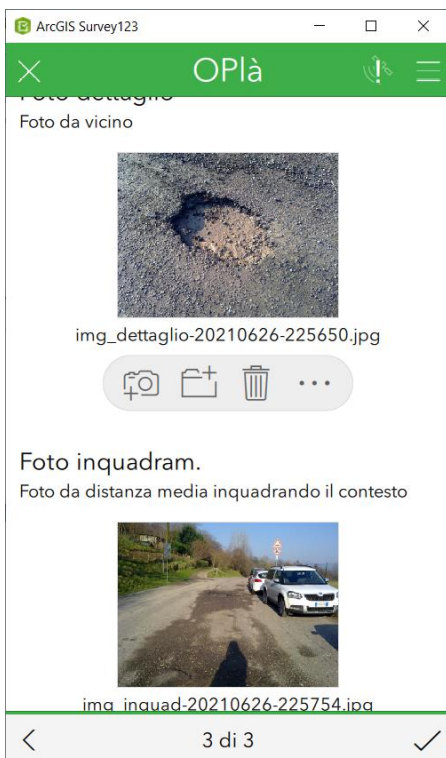 ArcGIS Survey123
OPlà
Foto dettaglio
Foto da vicino
img_dettaglio-20210626-225650.jpg
Foto inquadram.
Foto da distanza media inquadrando il contesto
img_inquad-20210626-225754.jpg
3 di 3